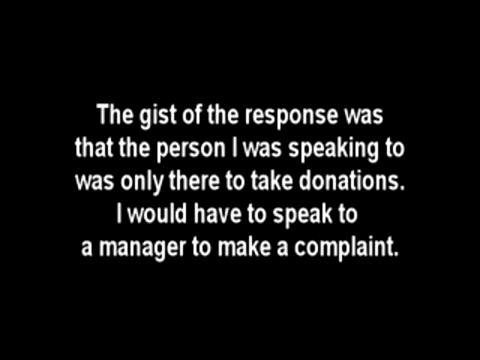 The gist of the response was
that the person I was speaking to
was only there to take donations.
I would have to speak to
a manager to make a complaint.